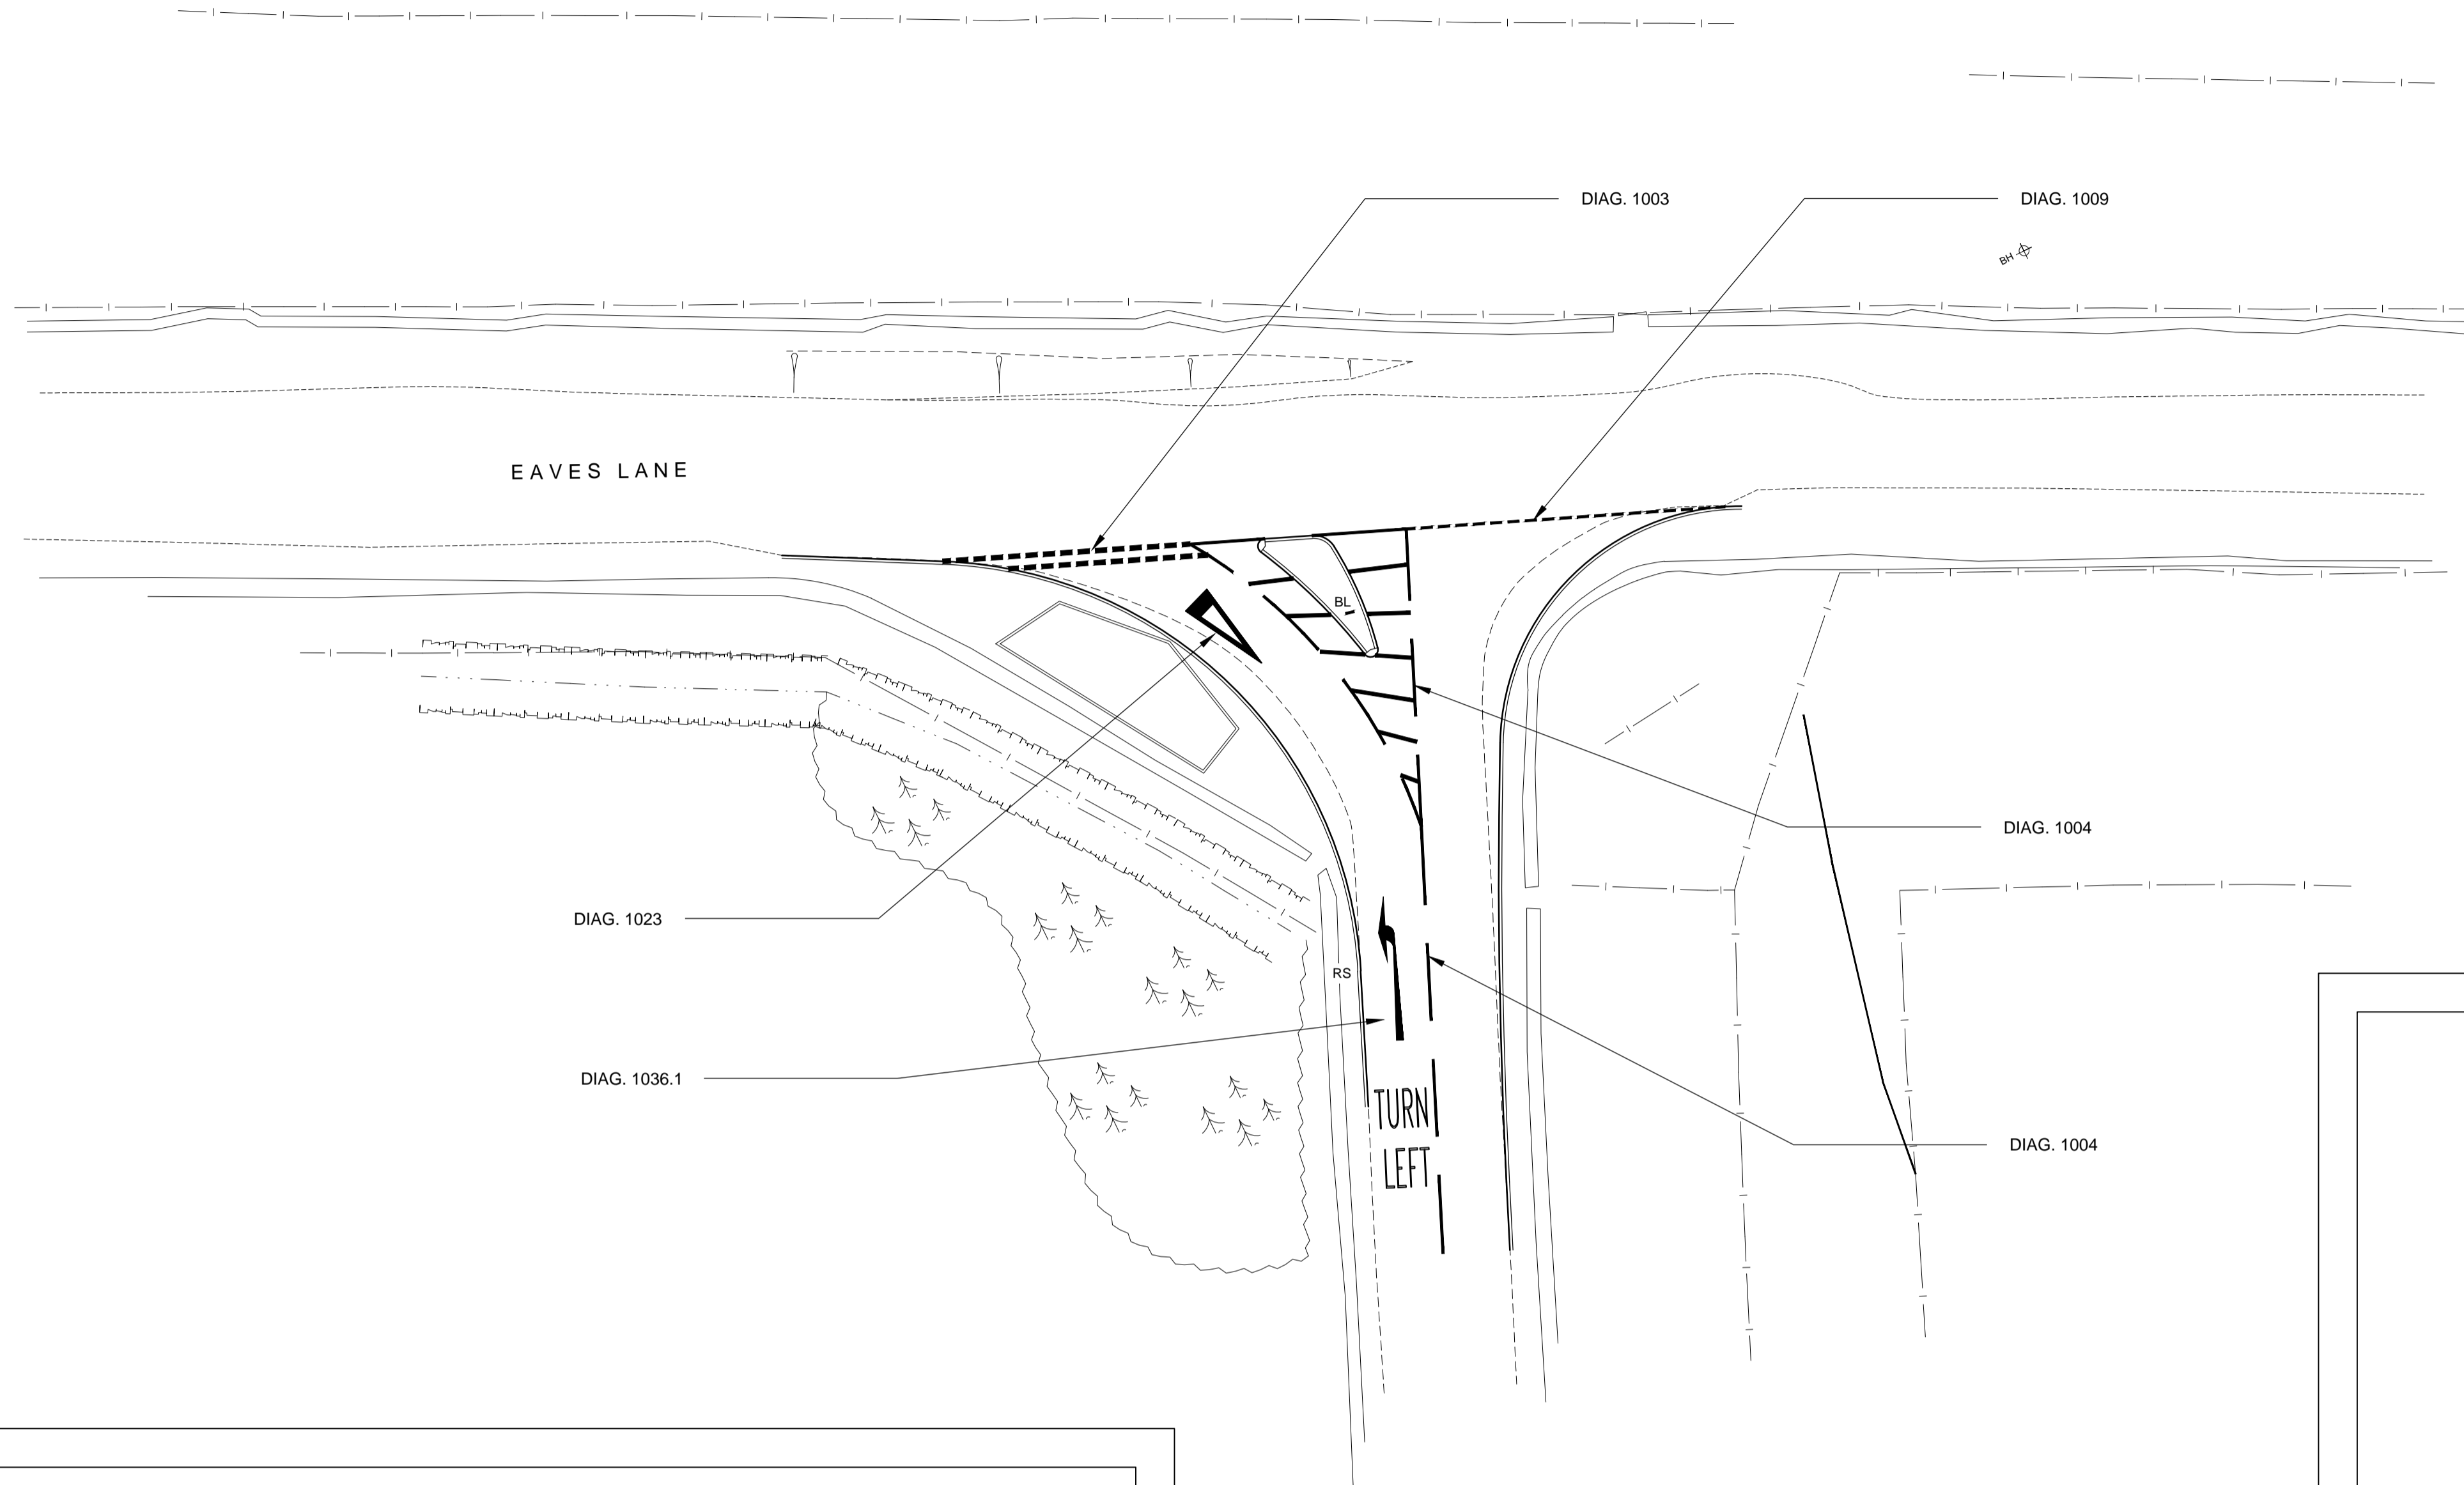 DIAG. 1003
DIAG. 1009
BH
EAVES LANE
BL
DIAG. 1004
DIAG. 1023
RS
DIAG. 1036.1
TURN
LEFT
DIAG. 1004